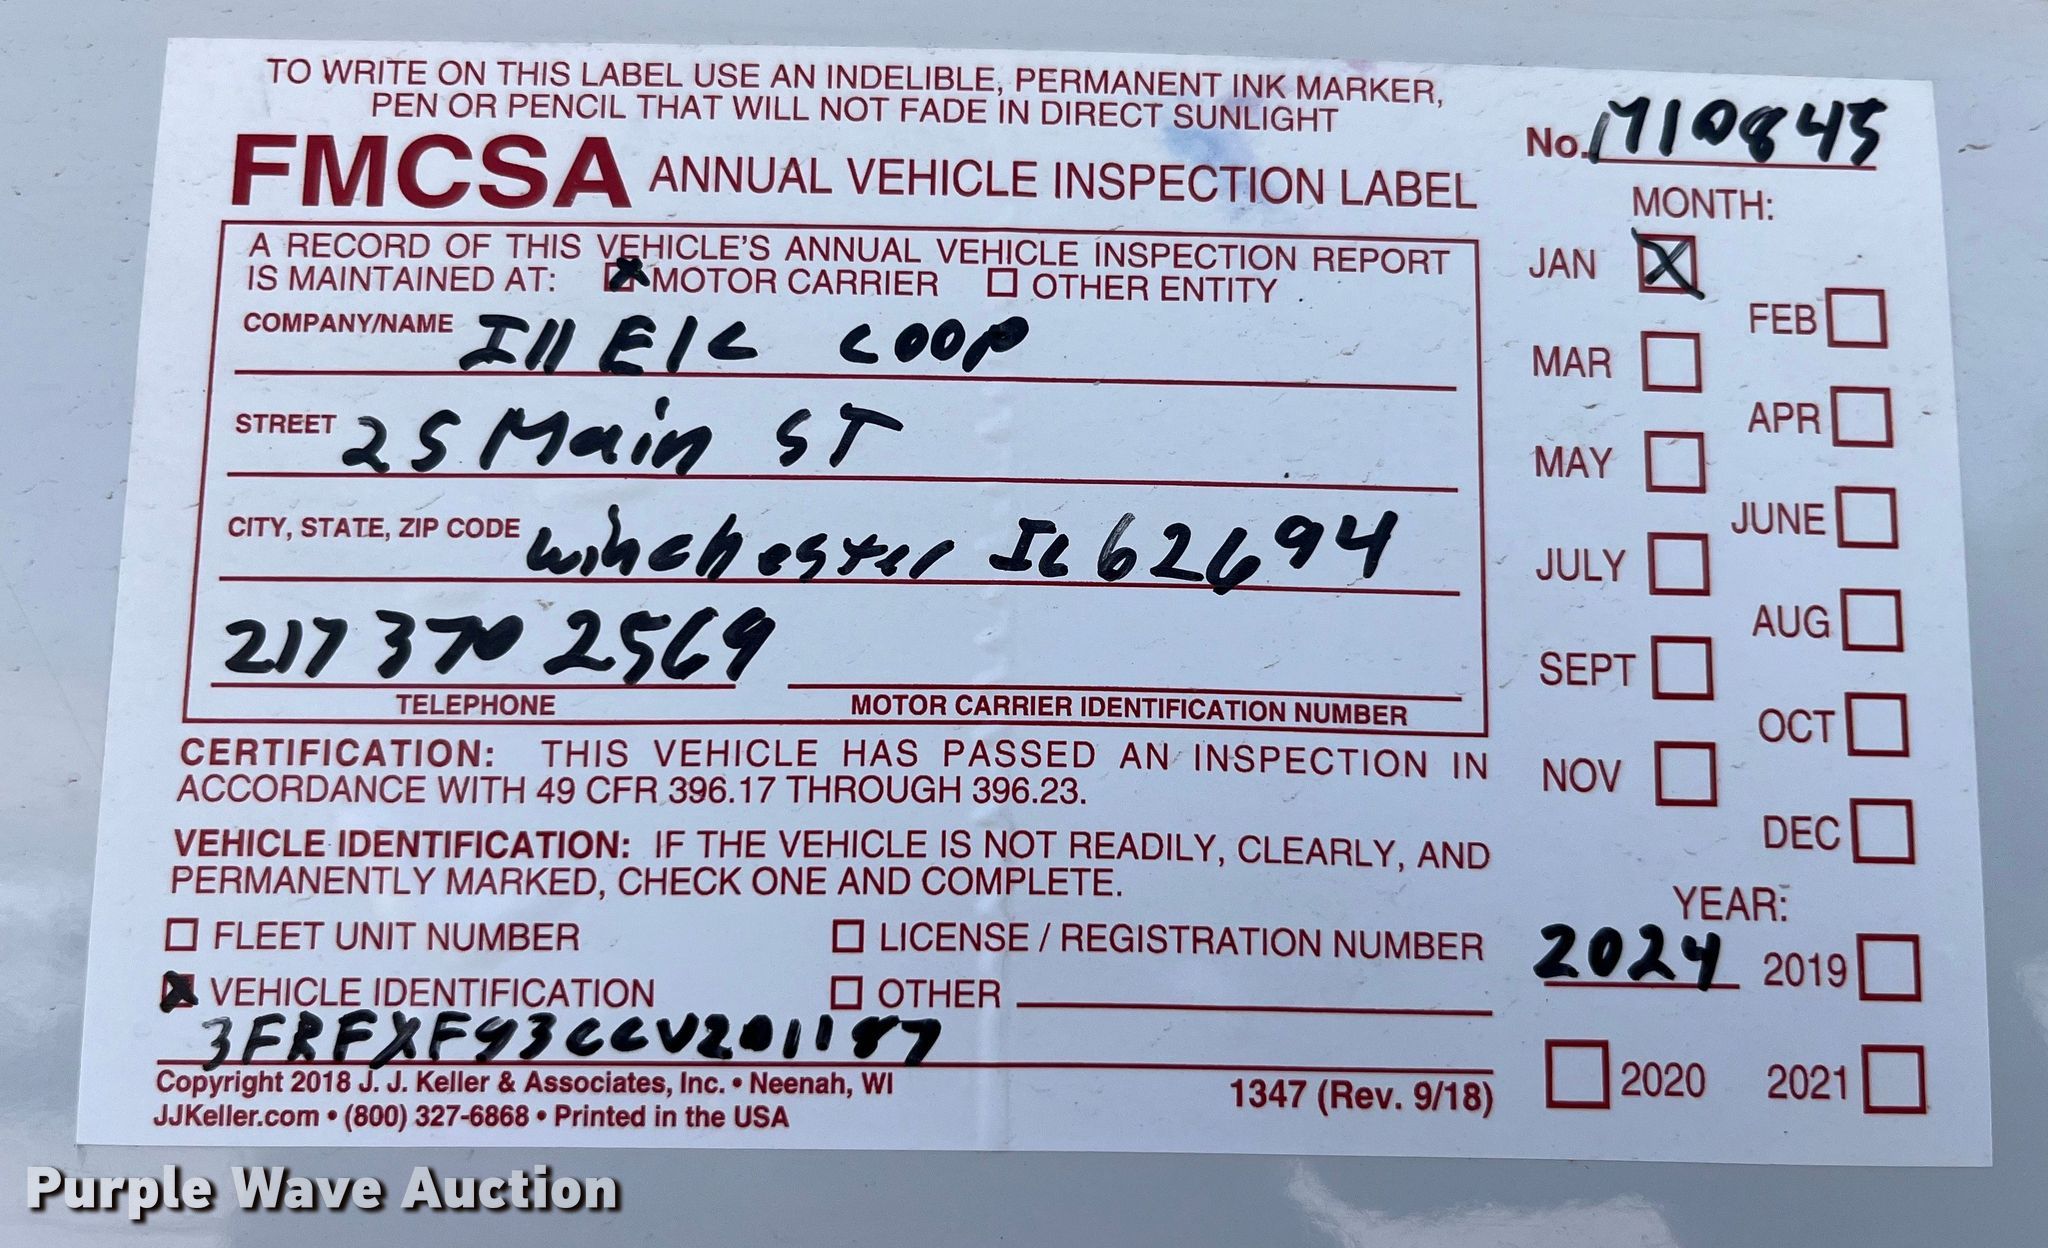 TO WRITE ON THIS LABEL USE AN INDELIBLE, PERMANENT INK MARKER,
PEN OR PENCIL THAT WILL NOT FADE IN DIRECT SUNLIGHT
FMCSA ANNUAL VEHICLE INSPECTION LABEL
A RECORD OF THIS VEHICLE'S ANNUAL VEHICLE INSPECTION REPORT
IS MAINTAINED AT: MOTOR CARRIER OTHER ENTITY
COMPANY/NAME Ill Elc COOP
STREET 2 S Main ST
CITY, STATE, ZIP CODE Winchester IL 62694
217 370 2569
TELEPHONE MOTOR CARRIER IDENTIFICATION NUMBER
CERTIFICATION: THIS VEHICLE HAS PASSED AN INSPECTION IN
ACCORDANCE WITH 49 CFR 396.17 THROUGH 396.23.
VEHICLE IDENTIFICATION: IF THE VEHICLE IS NOT READILY, CLEARLY, AND
PERMANENTLY MARKED, CHECK ONE AND COMPLETE.
FLEET UNIT NUMBER LICENSE / REGISTRATION NUMBER
X VEHICLE IDENTIFICATION OTHER
Copyright 2018 J. J. Keller & Associates, Inc. • Neenah, WI
JJKeller.com • (800) 327-6868 • Printed in the USA
1347 (Rev. 9/18)
No.
MONTH:
JAN X
FEB
MAR
APR
MAY
JUNE
JULY
AUG
SEPT
OCT
NOV
DEC
YEAR:
2024 2019
2020 2021
Purple Wave Auction